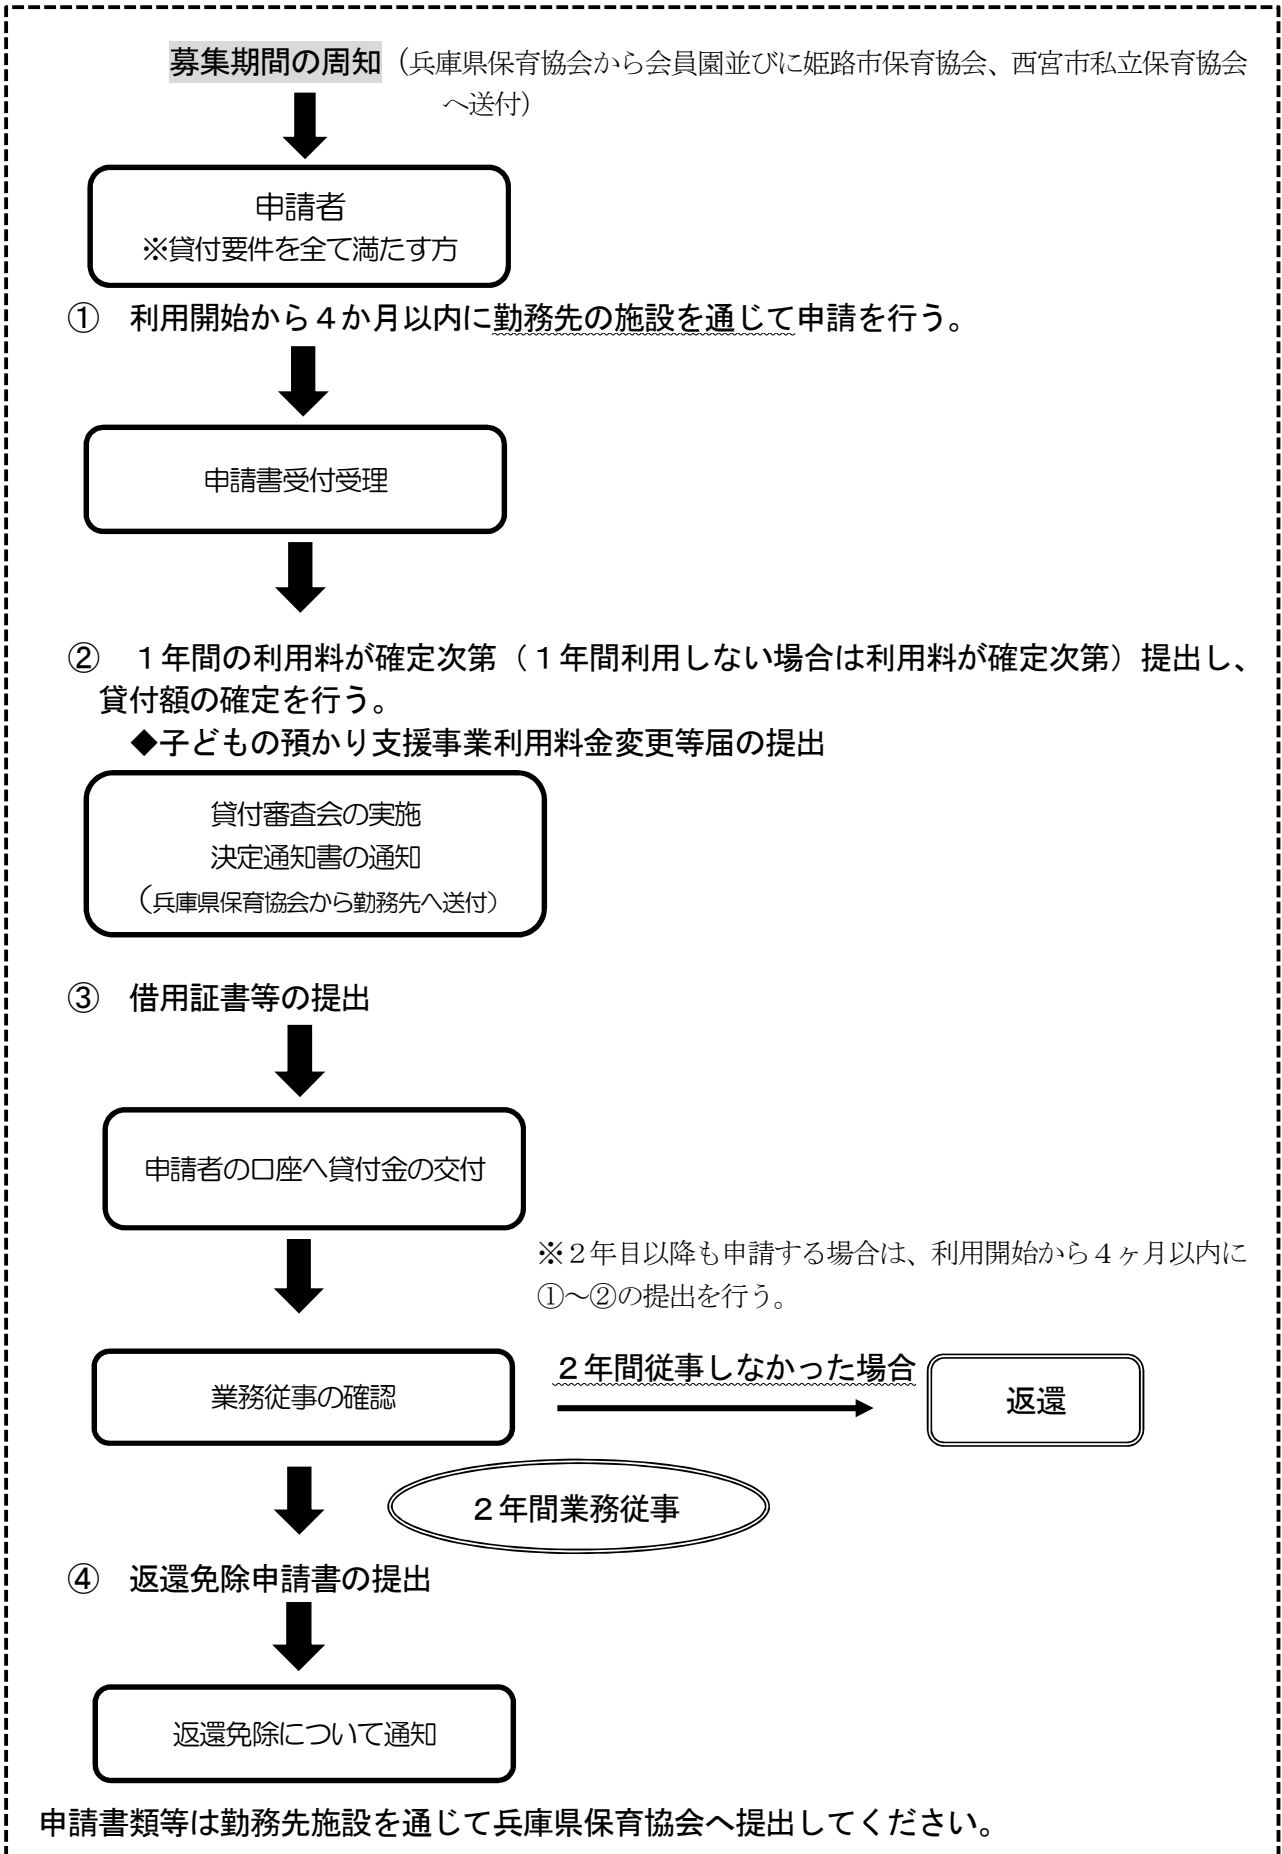 募集期間の周知（兵庫県保育協会から会員園並びに姫路市保育協会、西宮市私立保育協会
へ送付）
申請者
※貸付要件を全て満たす方
①　利用開始から４か月以内に勤務先の施設を通じて申請を行う。
申請書受付受理
②　１年間の利用料が確定次第（１年間利用しない場合は利用料が確定次第）提出し、
貸付額の確定を行う。
◆子どもの預かり支援事業利用料金変更等届の提出
貸付審査会の実施
決定通知書の通知
（兵庫県保育協会から勤務先へ送付）
③　借用証書等の提出
申請者の口座へ貸付金の交付
※２年目以降も申請する場合は、利用開始から４ヶ月以内に
①～②の提出を行う。
業務従事の確認
２年間従事しなかった場合
返還
２年間業務従事
④　返還免除申請書の提出
返還免除について通知
申請書類等は勤務先施設を通じて兵庫県保育協会へ提出してください。